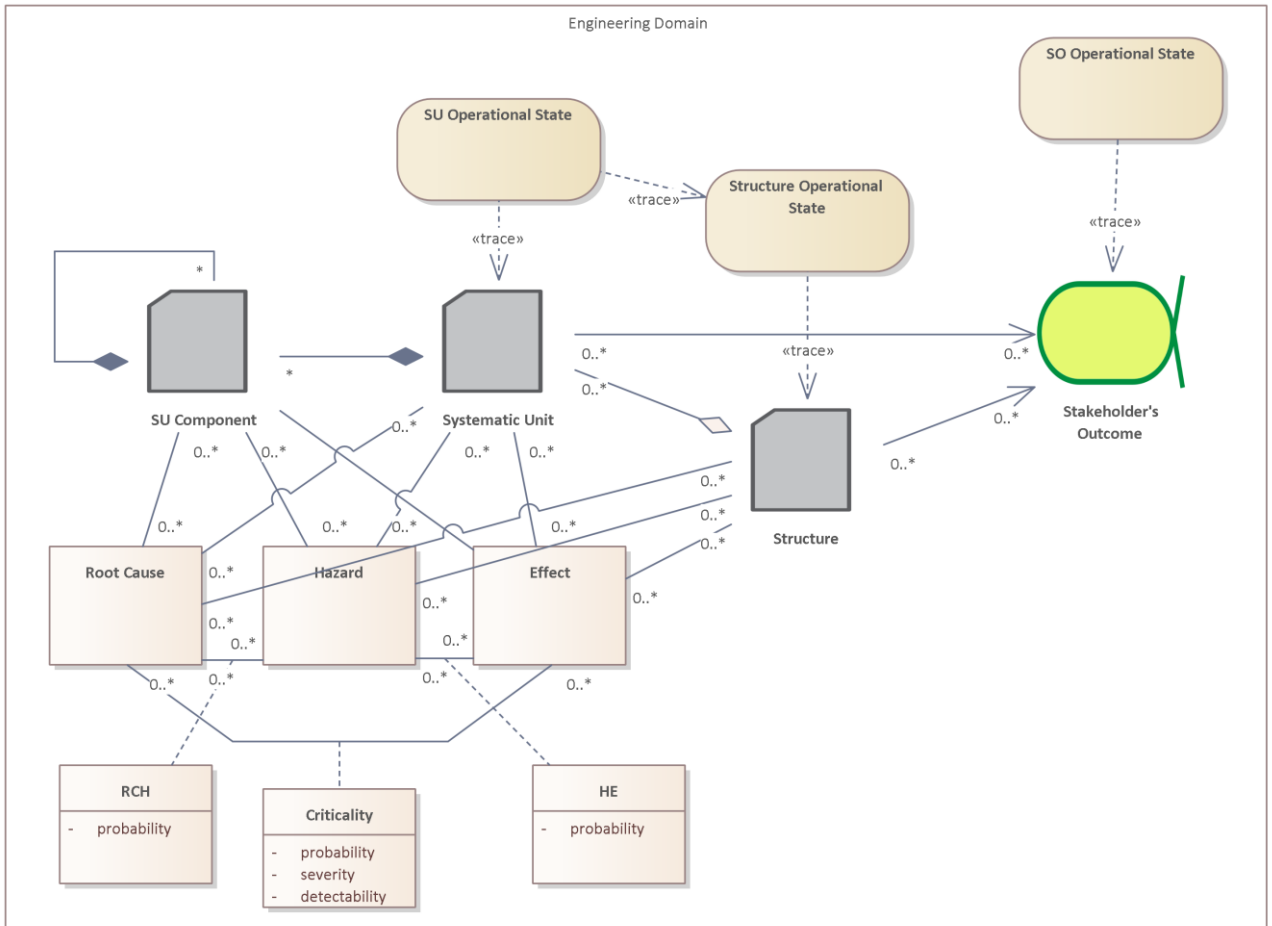 Engineering Domain
SO Operational State
SU Operational State
Structure Operational
State
«trace»
«trace»
«trace»
«trace»
*
*
0..*
0..*
0..*
SU Component
Systematic Unit
Stakeholder's
Outcome
0..*
0..*
0..*
0..*
0..*
0..*
0..*
0..*
0..*
0..*
Structure
0..*
0..*
0..*
0..*
0..*
Root Cause
Hazard
Effect
0..*
0..*
0..*
0..*
0..*
0..*
0..*
0..*
0..*
0..*
RCH
- probability
Criticality
- probability
- severity
- detectability
HE
- probability